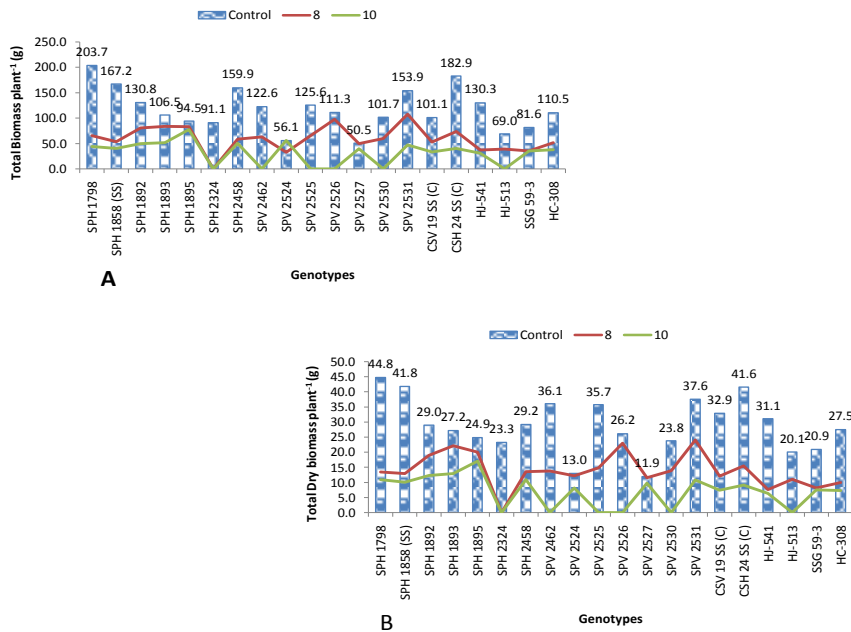 Control 8 10
Total Biomass plant-1 (g)
250.0
200.0
150.0
100.0
50.0
0.0
203.7
167.2
130.8
106.5
94.5
91.1
159.9
122.6
56.1
125.6
111.3
50.5
101.7
153.9
101.1
182.9
130.3
69.0
81.6
110.5
SPH 1798
SPH 1858 (SS)
SPH 1892
SPH 1893
SPH 1895
SPH 2324
SPH 2458
SPV 2462
SPV 2524
SPV 2525
SPV 2526
SPV 2527
SPV 2530
SPV 2531
CSV 19 SS (C)
CSH 24 SS (C)
HJ-541
HJ-513
SSG 59-3
HC-308
A
Genotypes
Control 8 10
Total Dry biomass plant-1 (g)
50.0
45.0
40.0
35.0
30.0
25.0
20.0
15.0
10.0
5.0
0.0
44.8
41.8
29.0
27.2
24.9
23.3
29.2
36.1
13.0
35.7
26.2
11.9
23.8
37.6
32.9
41.6
31.1
20.1
20.9
27.5
SPH 1798
SPH 1858 (SS)
SPH 1892
SPH 1893
SPH 1895
SPH 2324
SPH 2458
SPV 2462
SPV 2524
SPV 2525
SPV 2526
SPV 2527
SPV 2530
SPV 2531
CSV 19 SS (C)
CSH 24 SS (C)
HJ-541
HJ-513
SSG 59-3
HC-308
B
Genotypes